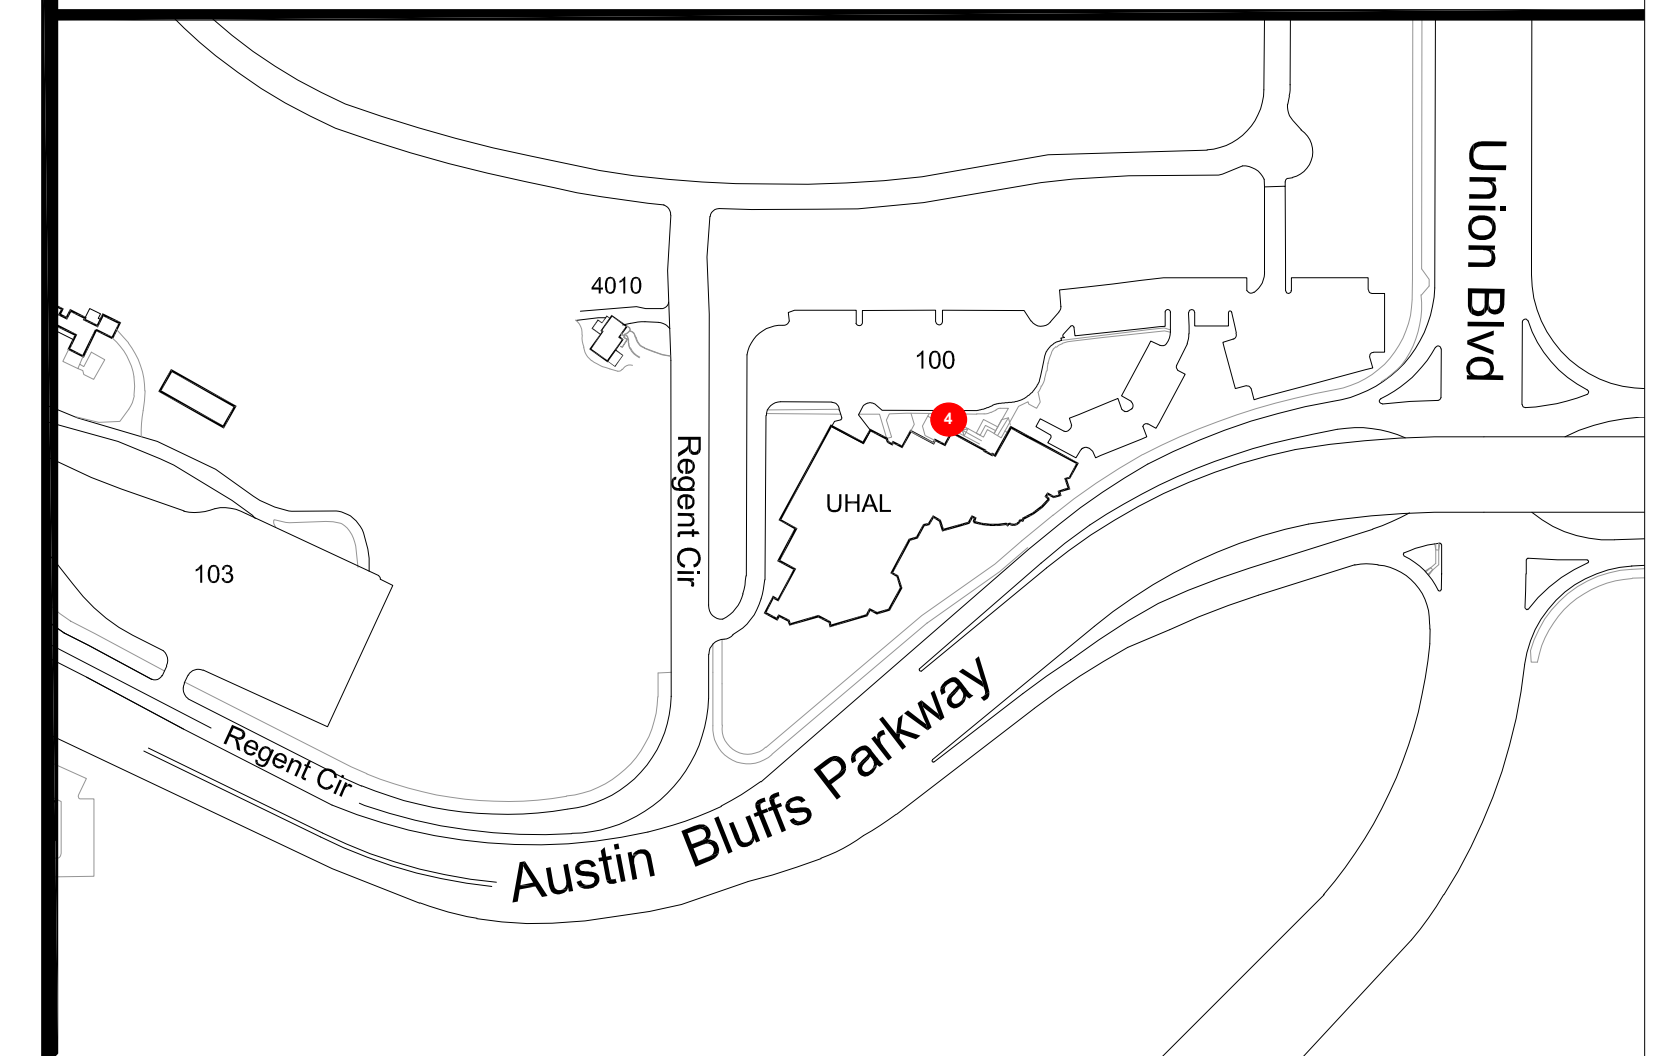 Union Blvd
4010
100
4
Regent Cir
UHAL
103
Regent Cir
Austin Bluffs Parkway